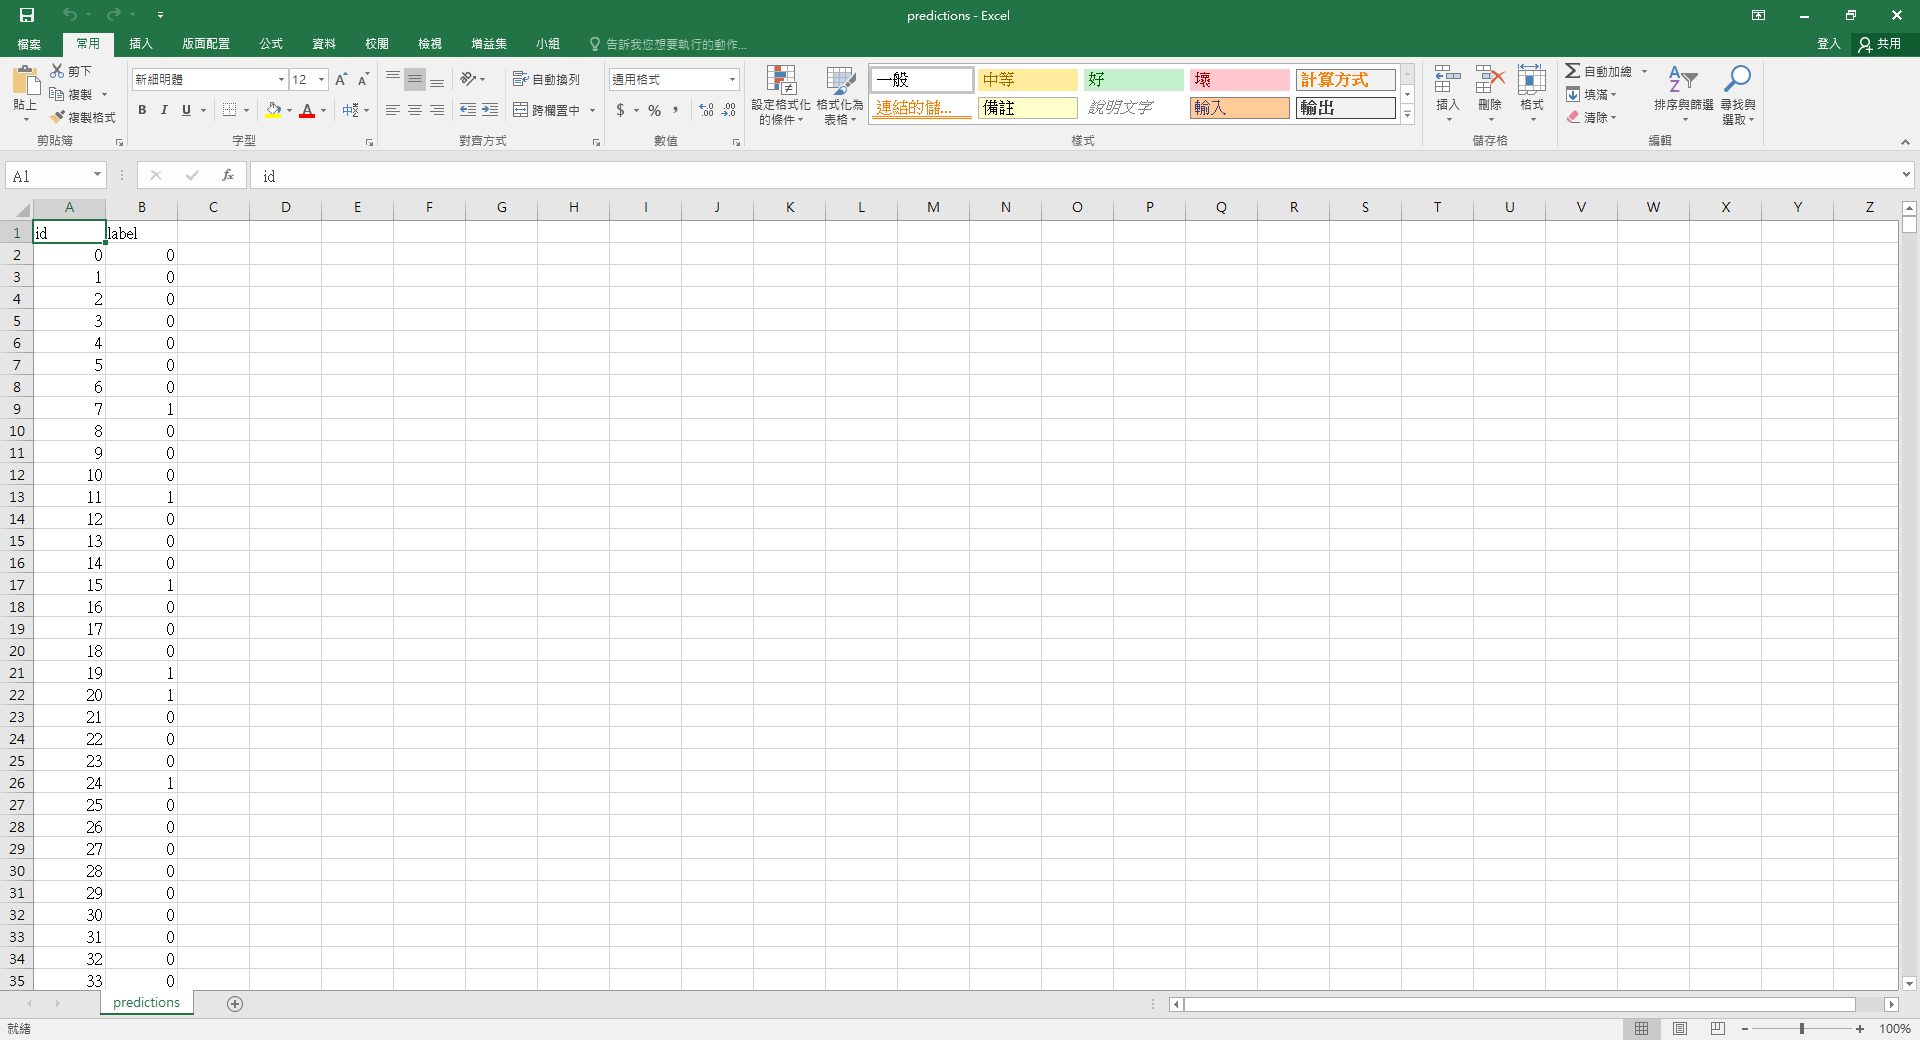 predictions - Excel
檔案 常用 插入 版面配置 公式 資料 校閱 檢視 增益集 小組 告訴我您想要執行的動作... 登入 共用
貼上 剪下 複製 複製格式 剪貼簿
新細明體 12 B I U A 字型
自動換列 跨欄置中 對齊方式
通用格式 $ % , 數值
設定格式化的條件 格式化為表格
一般 中等 好 壞 計算方式
連結的儲... 備註 說明文字 輸入 輸出
樣式
插入 刪除 格式 儲存格
自動加總 填滿 清除 排序與篩選 尋找與選取 編輯
A1 fx id
A B C D E F G H I J K L M N O P Q R S T U V W X Y Z
1 id label
2 0 0
3 1 0
4 2 0
5 3 0
6 4 0
7 5 0
8 6 0
9 7 1
10 8 0
11 9 0
12 10 0
13 11 1
14 12 0
15 13 0
16 14 0
17 15 1
18 16 0
19 17 0
20 18 0
21 19 1
22 20 1
23 21 0
24 22 0
25 23 0
26 24 1
27 25 0
28 26 0
29 27 0
30 28 0
31 29 0
32 30 0
33 31 0
34 32 0
35 33 0
predictions
就緒 100%